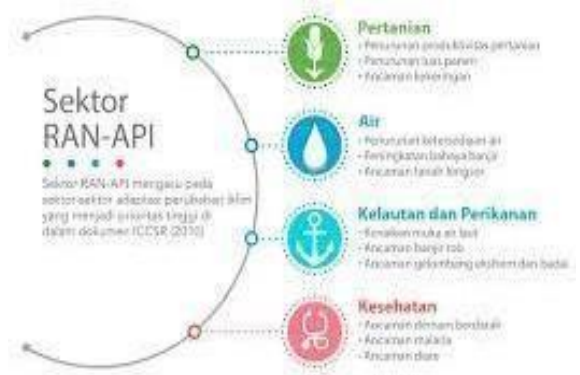 Sektor
RAN-API
Sektor RAN-API mengacu pada
sektor-sektor adaptasi perubahan iklim
yang menjadi prioritas tinggi di
dalam dokumen ICCSR (2010)
Pertanian
- Penurunan produktivitas pertanian
- Penurunan luas panen
- Ancaman kekeringan
Air
- Penurunan ketersediaan air
- Peningkatan bahaya banjir
- Ancaman tanah longsor
Kelautan dan Perikanan
- Kenaikan muka air laut
- Ancaman banjir rob
- Ancaman gelombang ekstrem dan badai
Kesehatan
- Ancaman demam berdarah
- Ancaman malaria
- Ancaman diare